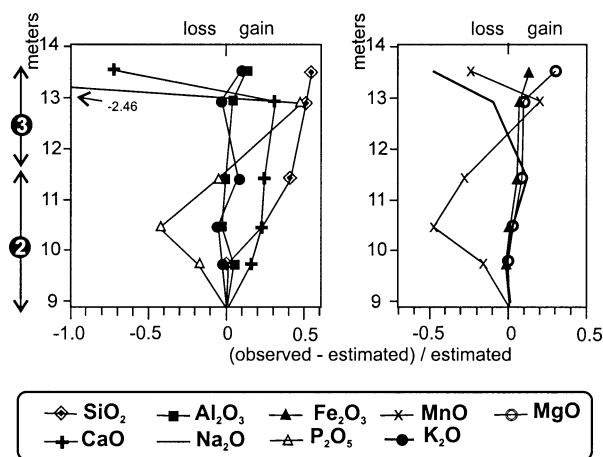 loss gain loss gain
meters meters
14 14
13 13
-2.46
3
12 12
11 11
2
10 10
9 9
-1.0 -0.5 0 0.5 -0.5 0 0.5
(observed - estimated) / estimated
SiO₂ Al₂O₃ Fe₂O₃ MnO MgO
CaO Na₂O P₂O₅ K₂O